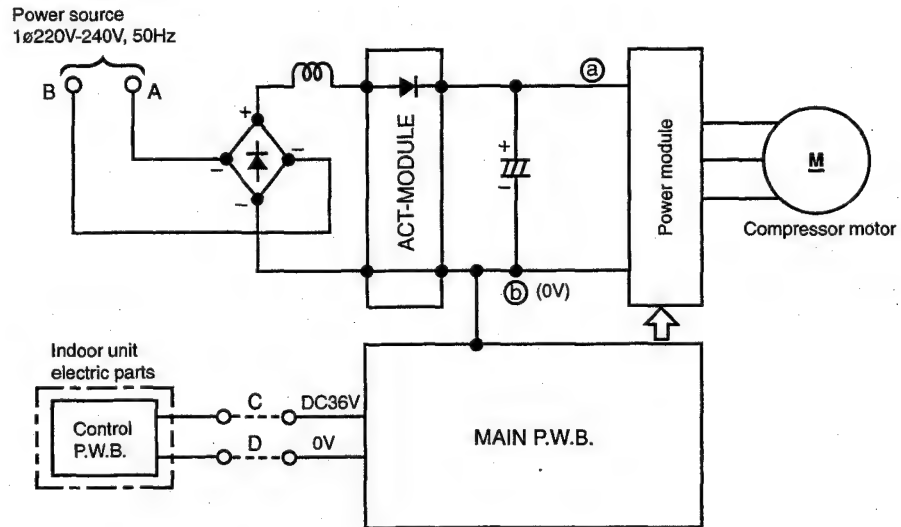 Power source
1ø220V-240V, 50Hz
B
A
+
−
−
−
ACT-MODULE
+
−
ⓐ
ⓑ (0V)
Power module
M
Compressor motor
Indoor unit
electric parts
Control
P.W.B.
C
DC36V
D
0V
MAIN P.W.B.